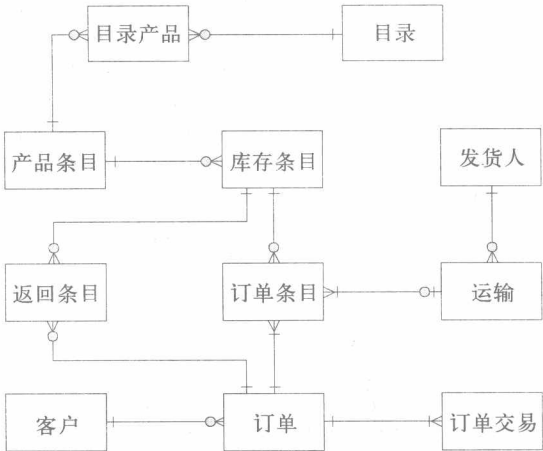 目录产品
目录
产品条目
库存条目
发货人
返回条目
订单条目
运输
客户
订单
订单交易